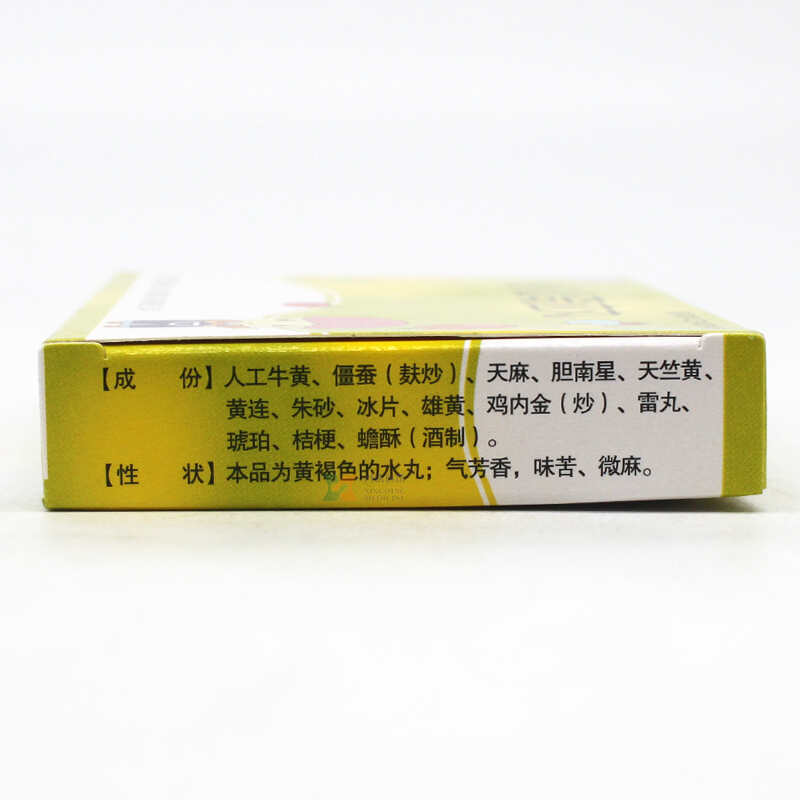 【成 份】人工牛黄、僵蚕（麸炒）、天麻、胆南星、天竺黄、
黄连、朱砂、冰片、雄黄、鸡内金（炒）、雷丸、
琥珀、桔梗、蟾酥（酒制）。
【性 状】本品为黄褐色的水丸；气芳香，味苦、微麻。